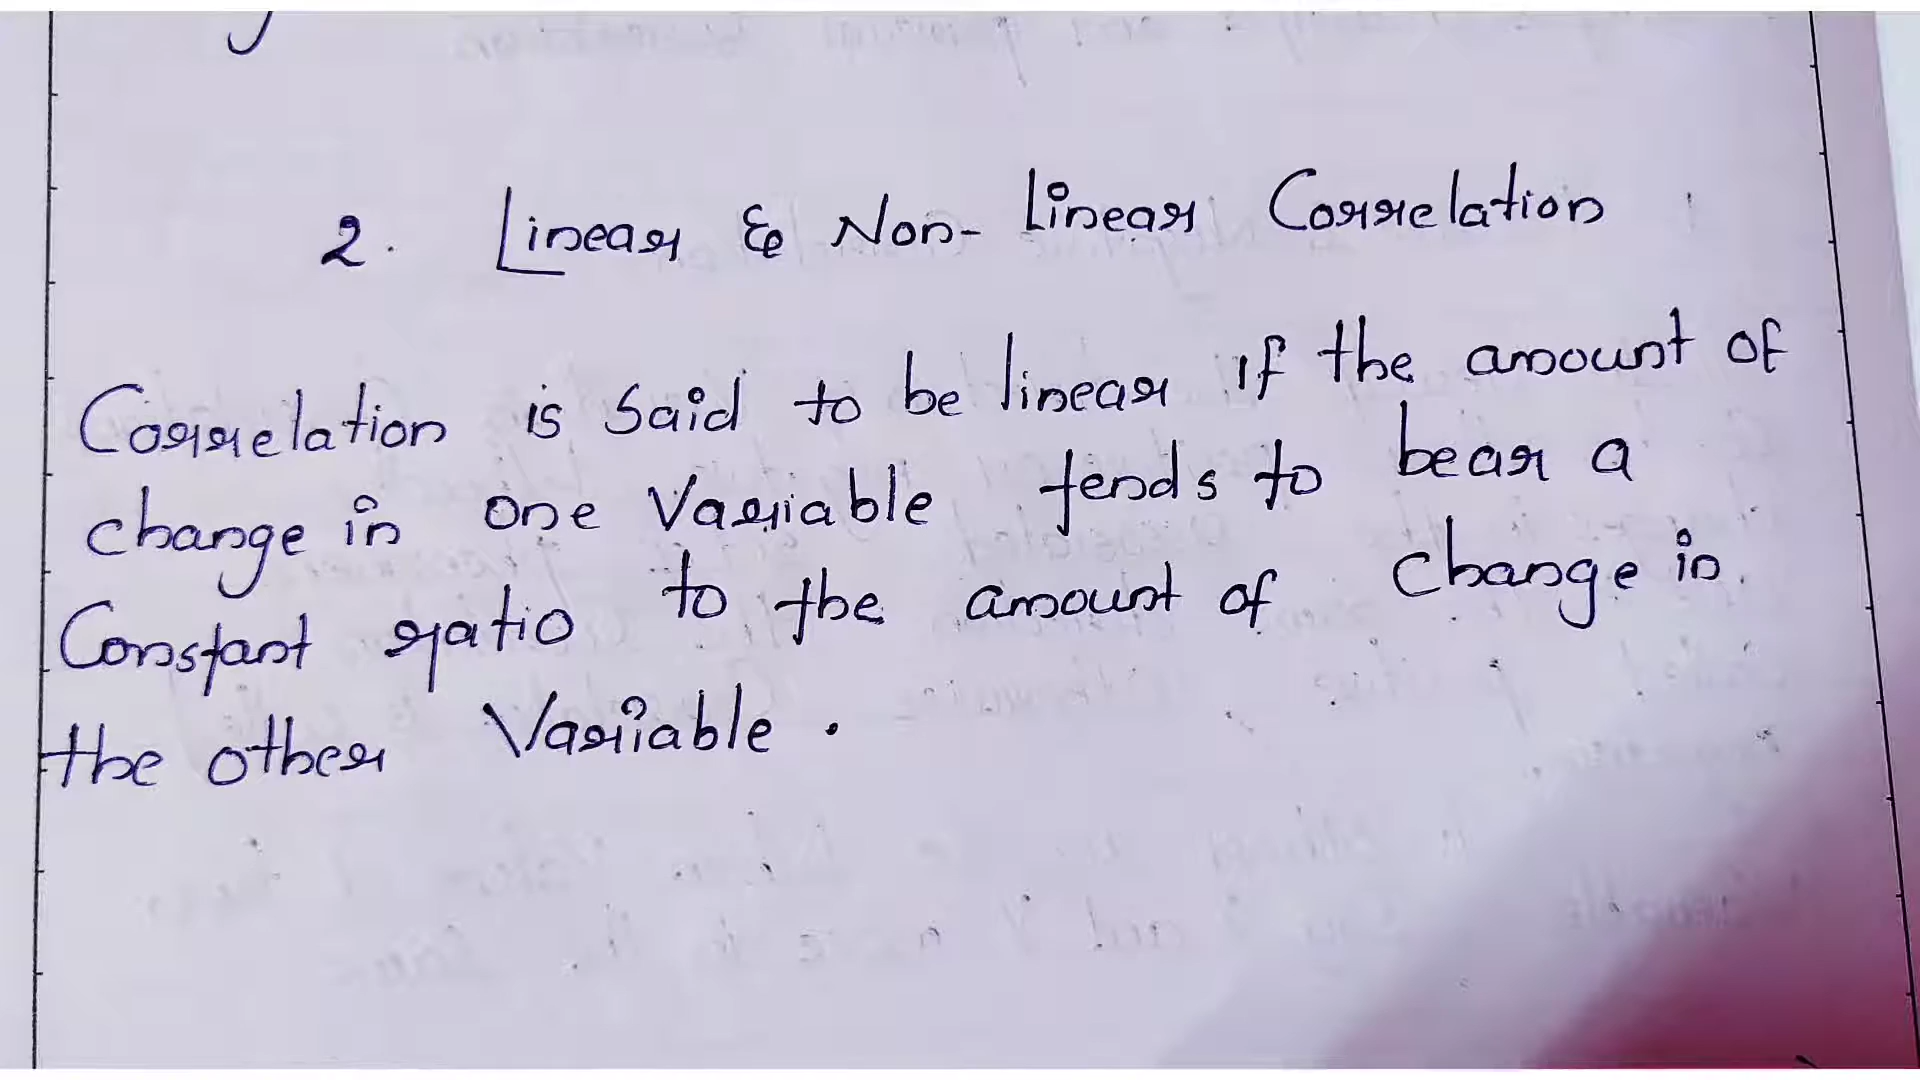 2. Linear & Non-Linear Correlation
Correlation is Said to be linear if the amount of
change in one Variable tends to bear a
Constant ratio to the amount of change in
the other Variable.